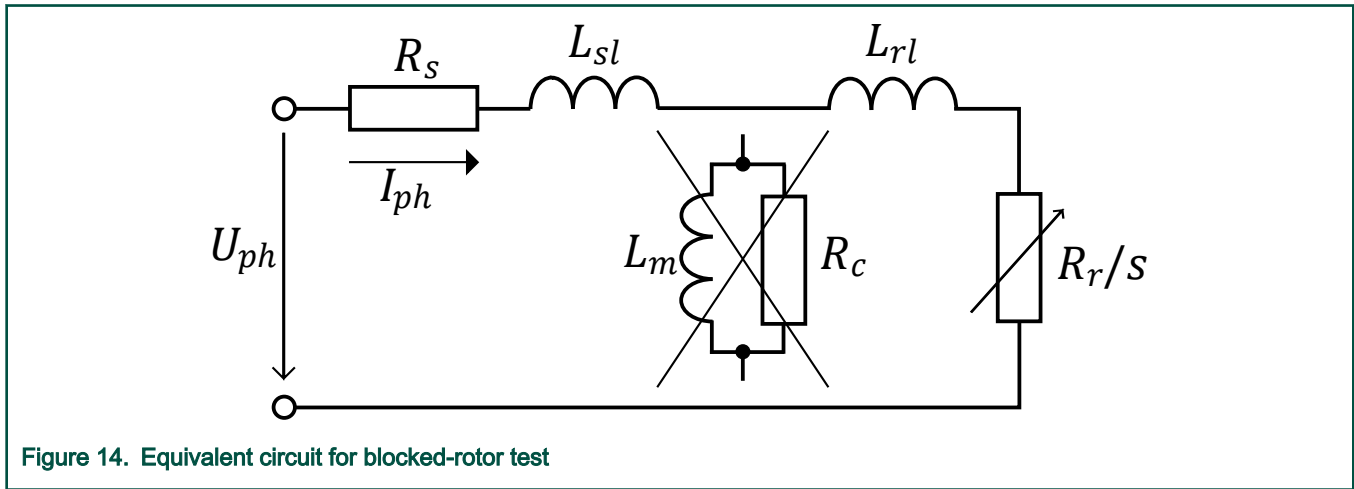 R_s
L_sl
L_rl
I_ph
U_ph
L_m
R_c
R_r/s
Figure 14. Equivalent circuit for blocked-rotor test